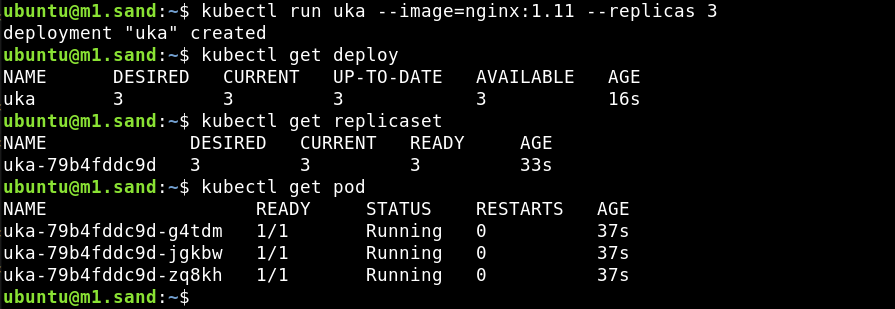 ubuntu@m1.sand:~$ kubectl run uka --image=nginx:1.11 --replicas 3
deployment "uka" created
ubuntu@m1.sand:~$ kubectl get deploy
NAME      DESIRED   CURRENT   UP-TO-DATE   AVAILABLE   AGE
uka       3         3         3            3           16s
ubuntu@m1.sand:~$ kubectl get replicaset
NAME             DESIRED   CURRENT   READY     AGE
uka-79b4fddc9d   3         3         3         33s
ubuntu@m1.sand:~$ kubectl get pod
NAME                   READY     STATUS    RESTARTS   AGE
uka-79b4fddc9d-g4tdm   1/1       Running   0          37s
uka-79b4fddc9d-jgkbw   1/1       Running   0          37s
uka-79b4fddc9d-zq8kh   1/1       Running   0          37s
ubuntu@m1.sand:~$